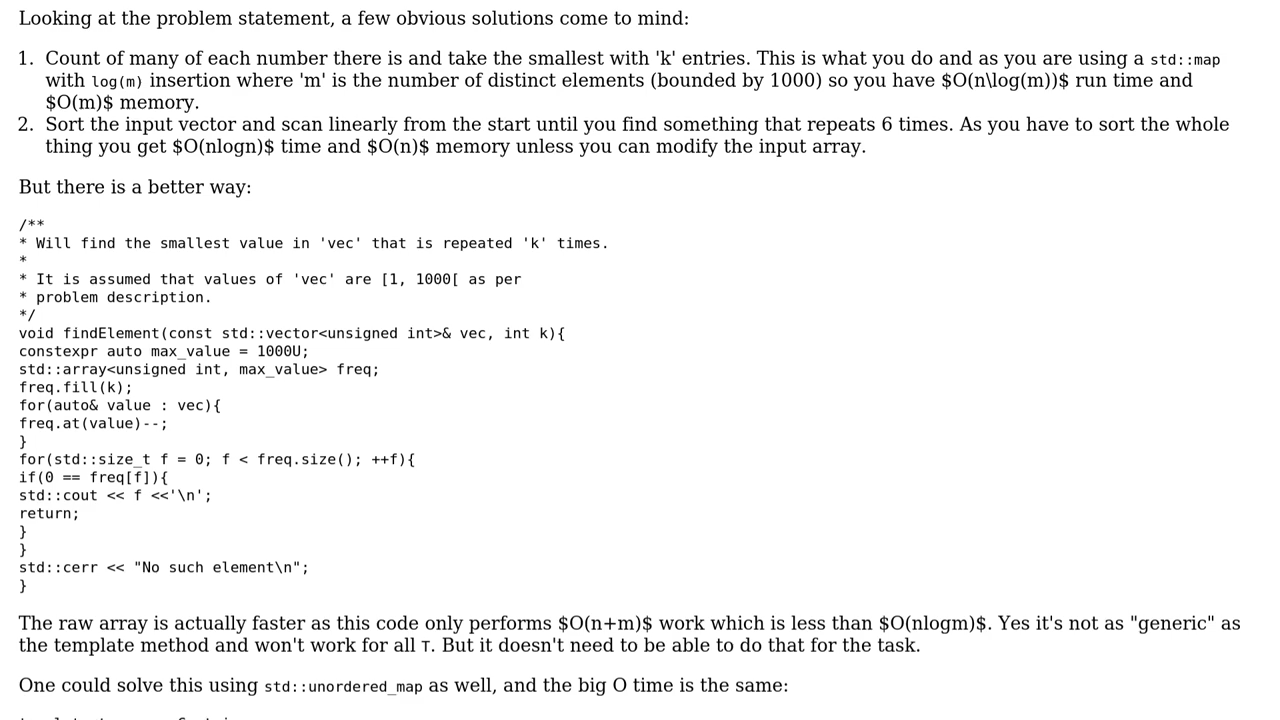 Looking at the problem statement, a few obvious solutions come to mind:
1. Count of many of each number there is and take the smallest with 'k' entries. This is what you do and as you are using a std::map
with log(m) insertion where 'm' is the number of distinct elements (bounded by 1000) so you have $O(n\log(m))$ run time and
$O(m)$ memory.
2. Sort the input vector and scan linearly from the start until you find something that repeats 6 times. As you have to sort the whole
thing you get $O(nlogn)$ time and $O(n)$ memory unless you can modify the input array.
But there is a better way:
/**
* Will find the smallest value in 'vec' that is repeated 'k' times.
*
* It is assumed that values of 'vec' are [1, 1000[ as per
* problem description.
*/
void findElement(const std::vector<unsigned int>& vec, int k){
constexpr auto max_value = 1000U;
std::array<unsigned int, max_value> freq;
freq.fill(k);
for(auto& value : vec){
freq.at(value)--;
}
for(std::size_t f = 0; f < freq.size(); ++f){
if(0 == freq[f]){
std::cout << f <<'\n';
return;
}
}
std::cerr << "No such element\n";
}
The raw array is actually faster as this code only performs $O(n+m)$ work which is less than $O(nlogm)$. Yes it's not as "generic" as
the template method and won't work for all T. But it doesn't need to be able to do that for the task.
One could solve this using std::unordered_map as well, and the big O time is the same: